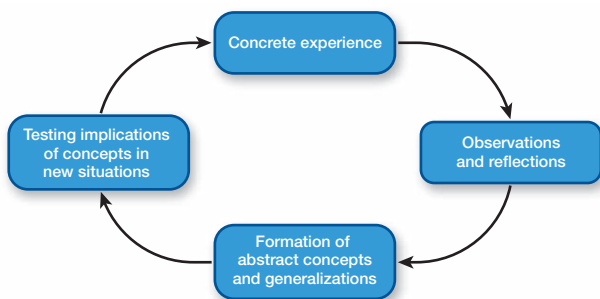 Concrete experience
Observations
and reflections
Formation of
abstract concepts
and generalizations
Testing implications
of concepts in
new situations